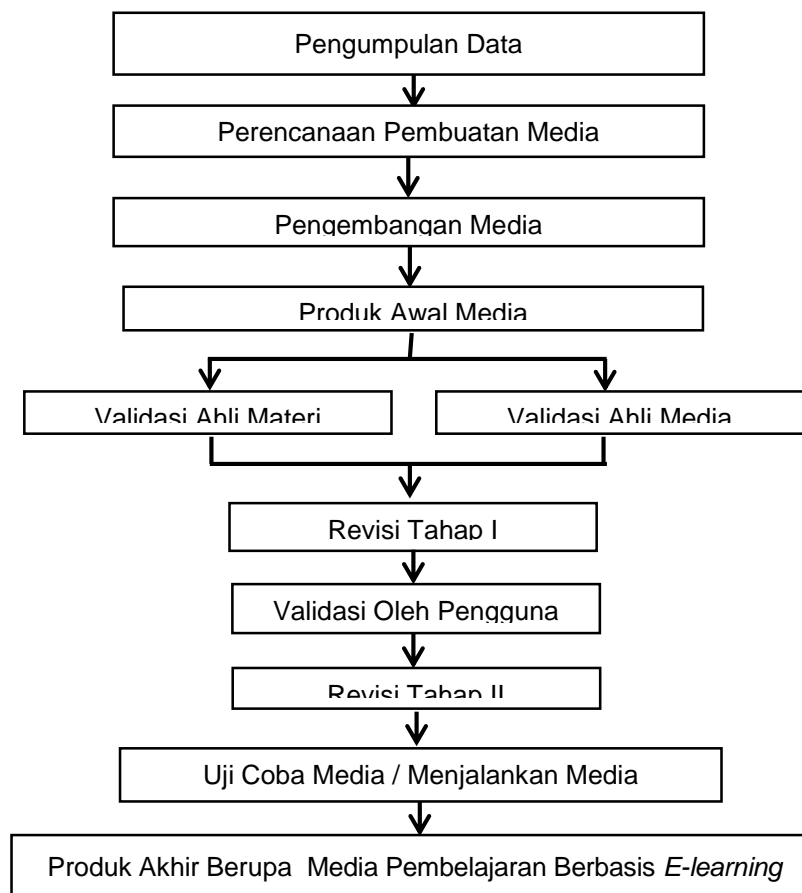 Pengumpulan Data
Perencanaan Pembuatan Media
Pengembangan Media
Produk Awal Media
Validasi Ahli Materi
Validasi Ahli Media
Revisi Tahap I
Validasi Oleh Pengguna
Revisi Tahap II
Uji Coba Media / Menjalankan Media
Produk Akhir Berupa Media Pembelajaran Berbasis E-learning